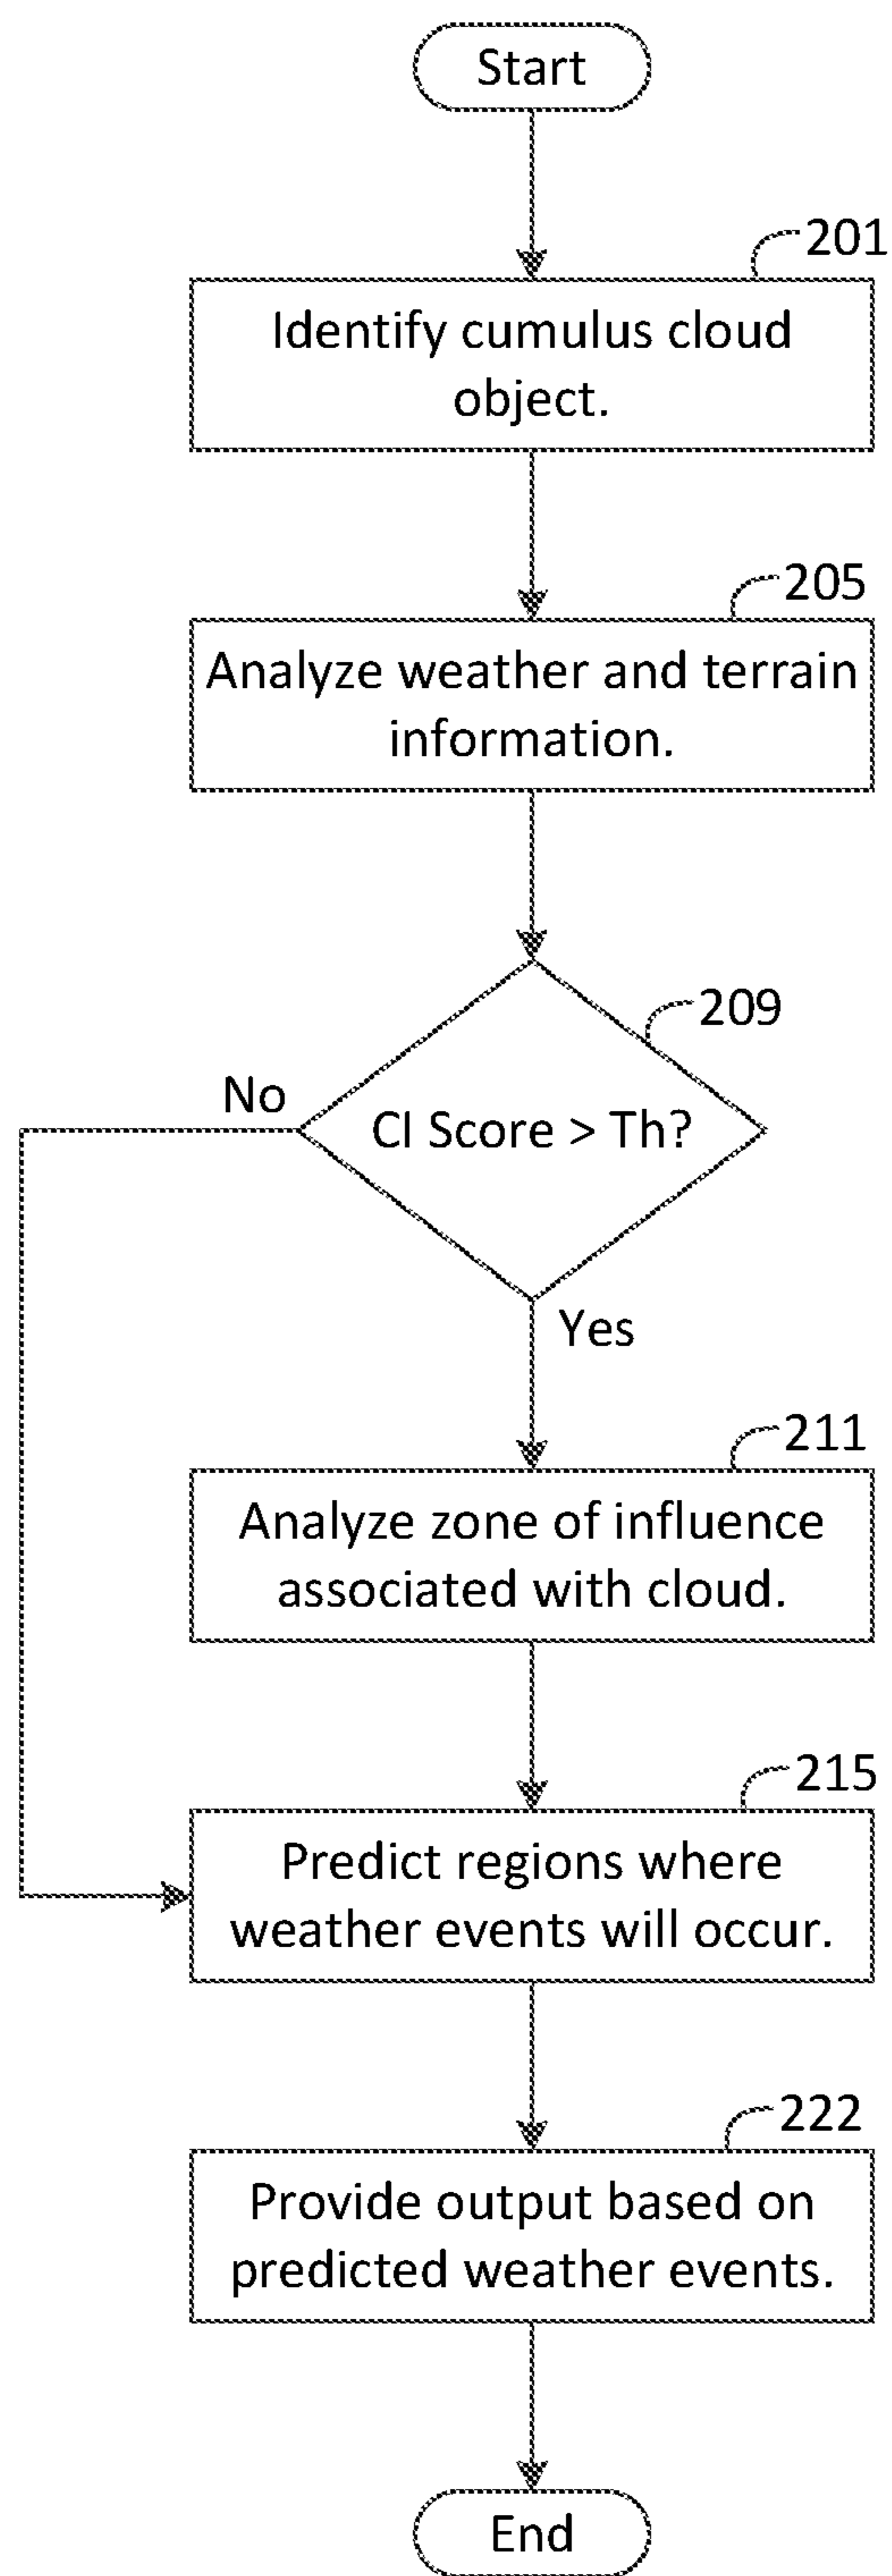 Start
201
Identify cumulus cloud
object.
205
Analyze weather and terrain
information.
209
No
CI Score > Th?
Yes
211
Analyze zone of influence
associated with cloud.
215
Predict regions where
weather events will occur.
222
Provide output based on
predicted weather events.
End